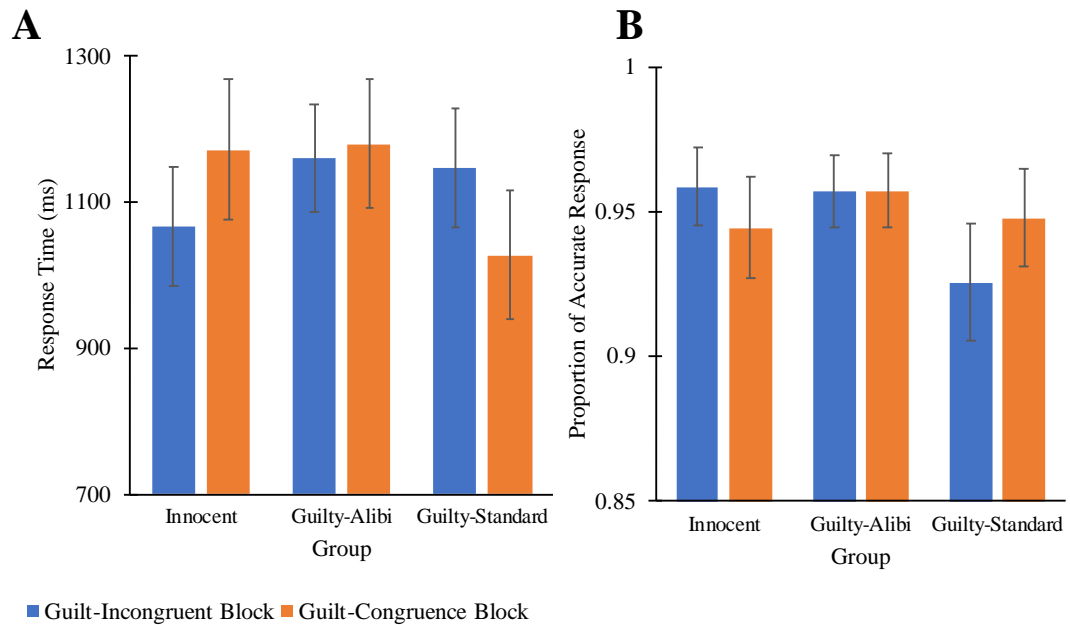 A
1300
1100
900
700
Response Time (ms)
Innocent Guilty-Alibi Guilty-Standard
Group
B
1
0.95
0.9
0.85
Proportion of Accurate Response
Innocent Guilty-Alibi Guilty-Standard
Group
Guilt-Incongruent Block Guilt-Congruence Block